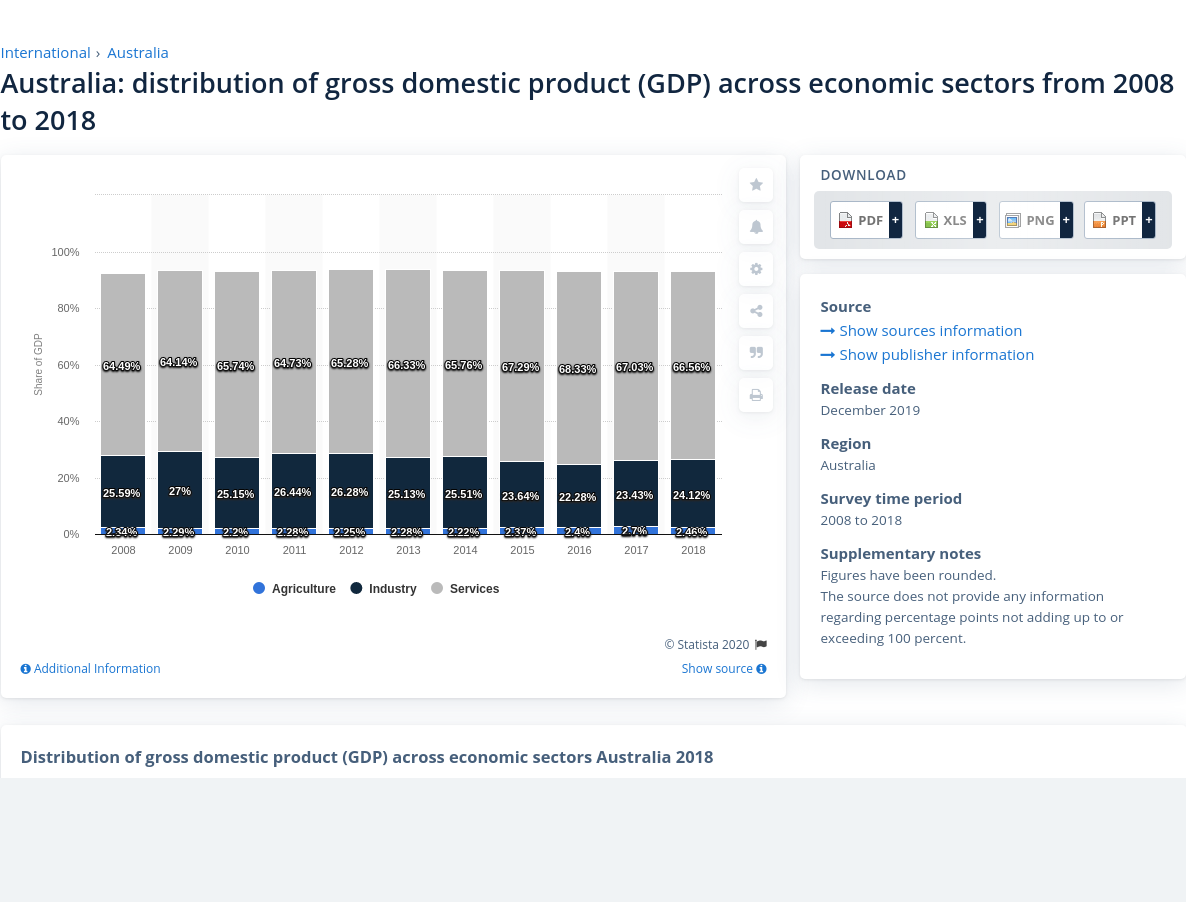 International › Australia
Australia: distribution of gross domestic product (GDP) across economic sectors from 2008
to 2018
DOWNLOAD
PDF + XLS + PNG + PPT +
Share of GDP
100%
80%
60%
40%
20%
0%
64.49% 64.14% 65.74% 64.73% 65.28% 66.33% 65.76% 67.29% 68.33% 67.03% 66.56%
25.59% 27% 25.15% 26.44% 26.28% 25.13% 25.51% 23.64% 22.28% 23.43% 24.12%
2.34% 2.29% 2.2% 2.28% 2.25% 2.28% 2.22% 2.37% 2.4% 2.7% 2.46%
2008 2009 2010 2011 2012 2013 2014 2015 2016 2017 2018
Agriculture Industry Services
© Statista 2020
Additional Information
Show source
Source
Show sources information
Show publisher information
Release date
December 2019
Region
Australia
Survey time period
2008 to 2018
Supplementary notes
Figures have been rounded.
The source does not provide any information
regarding percentage points not adding up to or
exceeding 100 percent.
Distribution of gross domestic product (GDP) across economic sectors Australia 2018